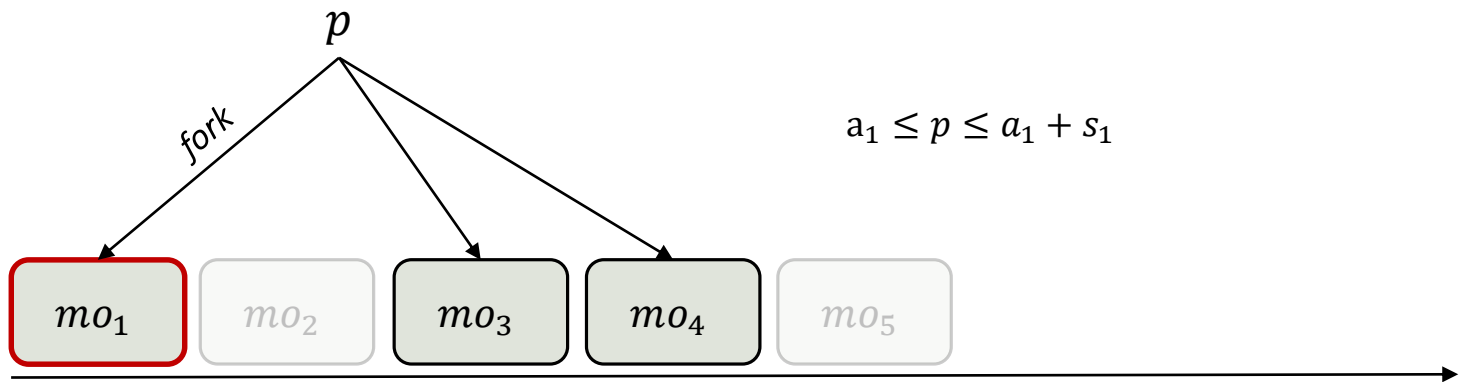 p
fork
a₁ ≤ p ≤ a₁ + s₁
mo₁ mo₂ mo₃ mo₄ mo₅